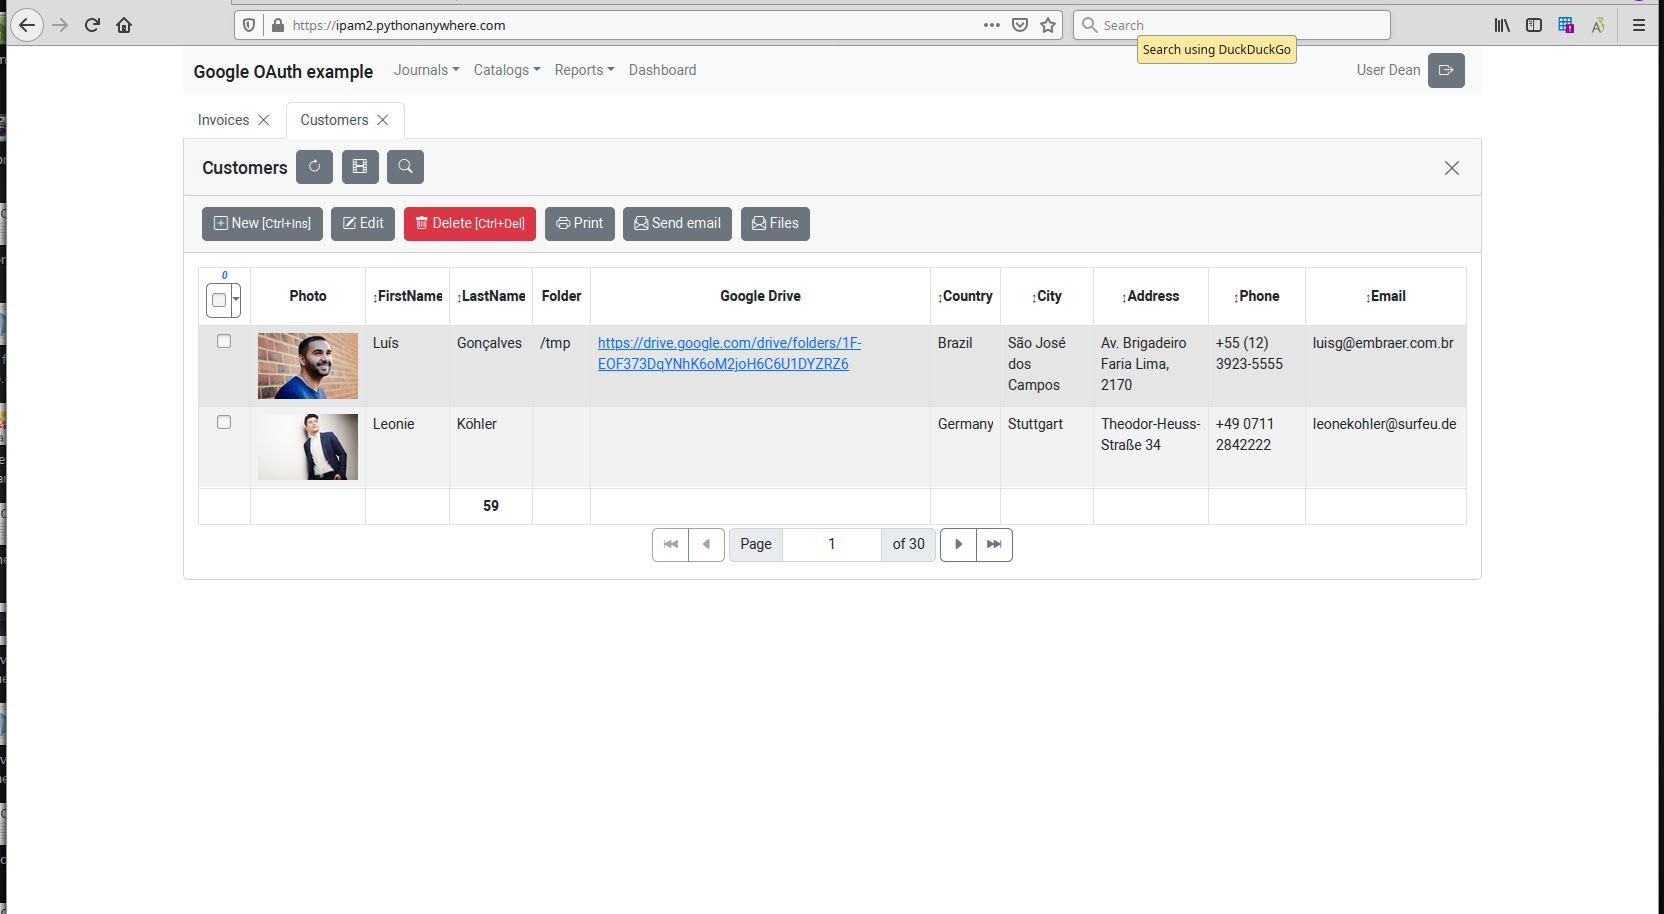 https://ipam2.pythonanywhere.com
Search
Search using DuckDuckGo
Google OAuth example Journals Catalogs Reports Dashboard User Dean
Invoices Customers
Customers
New [Ctrl+Ins] Edit Delete [Ctrl+Del] Print Send email Files
0
Photo ↕FirstName ↕LastName Folder Google Drive ↕Country ↕City ↕Address ↕Phone ↕Email
Luís Gonçalves /tmp https://drive.google.com/drive/folders/1F- Brazil São José Av. Brigadeiro +55 (12) luisg@embraer.com.br
EOF373DqYNhK6oM2joH6C6U1DYZRZ6 dos Faria Lima, 3923-5555
Campos 2170
Leonie Köhler Germany Stuttgart Theodor-Heuss- +49 0711 leonekohler@surfeu.de
Straße 34 2842222
59
Page 1 of 30